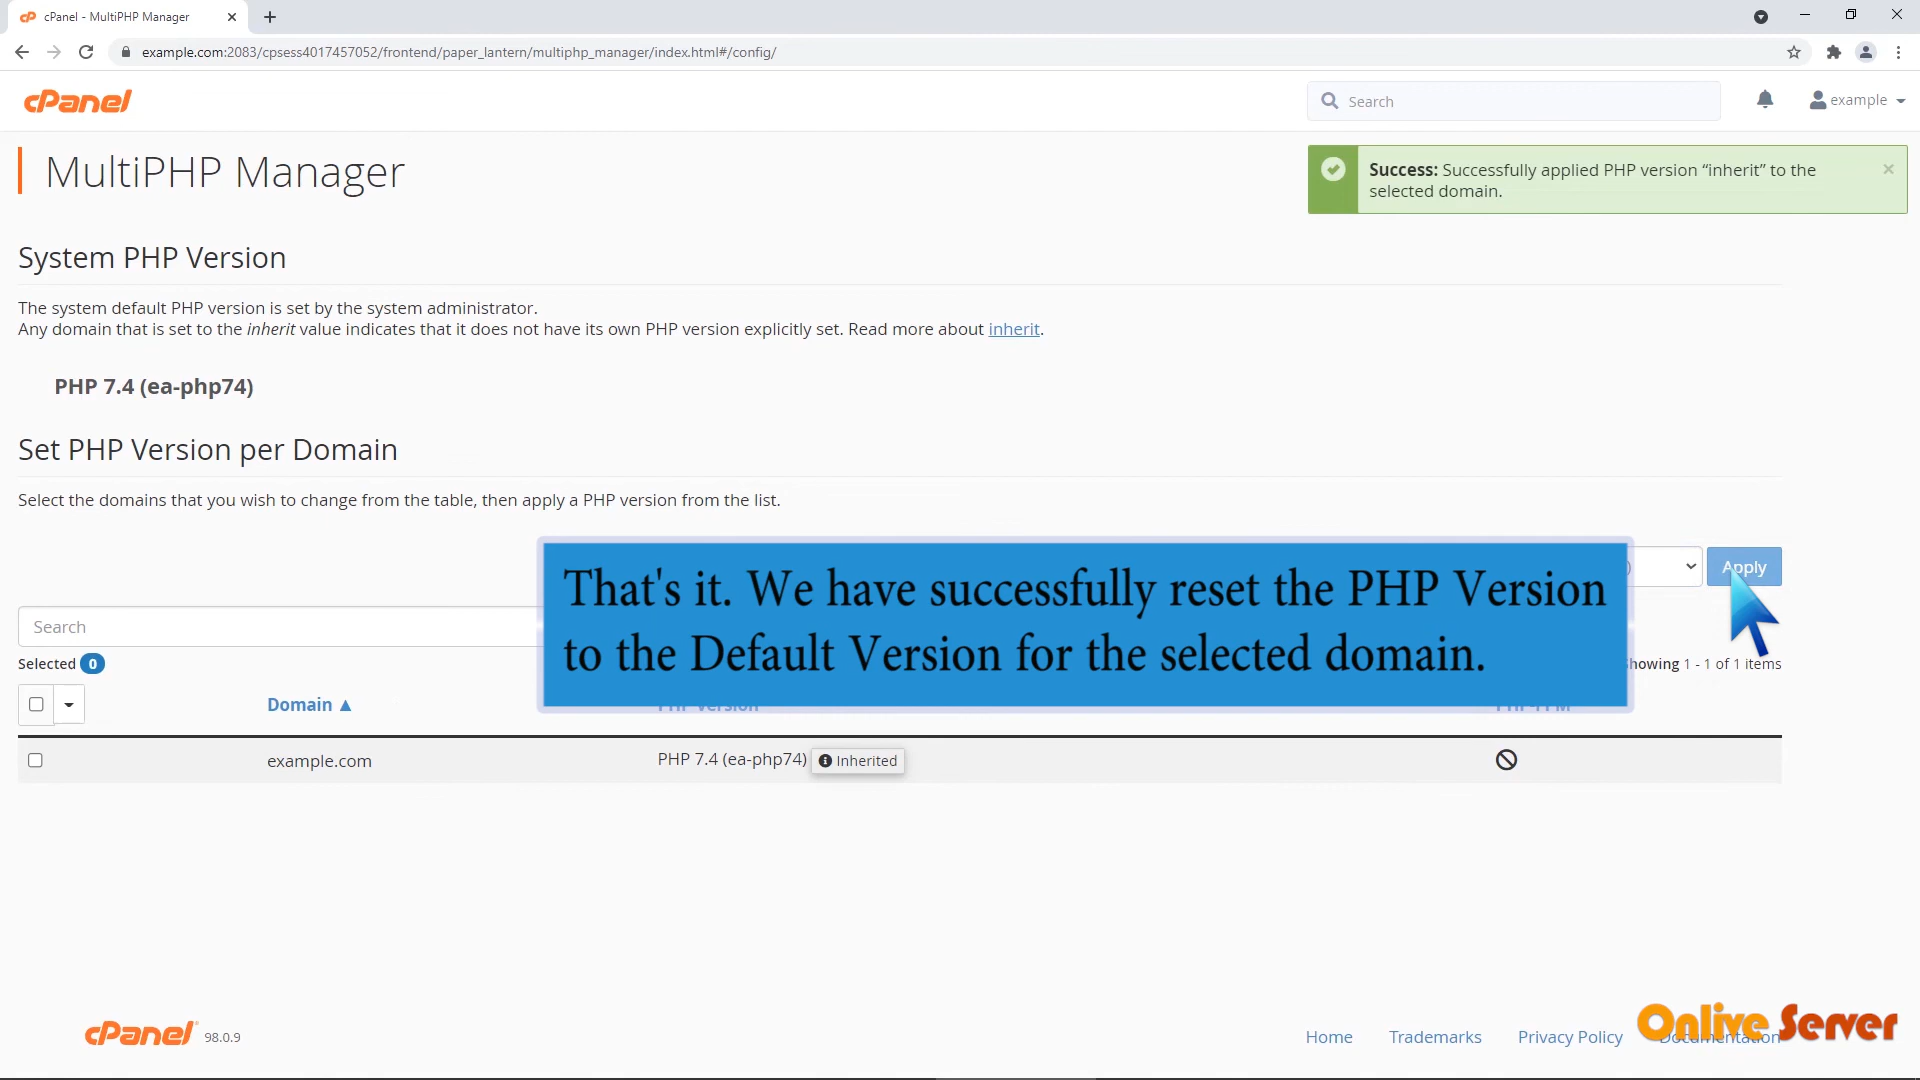 cPanel - MultiPHP Manager
example.com:2083/cpsess4017457052/frontend/paper_lantern/multiphp_manager/index.html#/config/
cPanel
Search
example
MultiPHP Manager
Success: Successfully applied PHP version “inherit” to the
selected domain.
System PHP Version
The system default PHP version is set by the system administrator.
Any domain that is set to the inherit value indicates that it does not have its own PHP version explicitly set. Read more about inherit.
PHP 7.4 (ea-php74)
Set PHP Version per Domain
Select the domains that you wish to change from the table, then apply a PHP version from the list.
Apply
That's it. We have successfully reset the PHP Version
to the Default Version for the selected domain.
Search
Selected 0
howing 1 - 1 of 1 items
Domain ▲
PHP Version
PHP-FPM
example.com
PHP 7.4 (ea-php74)
Inherited
cPanel 98.0.9
Home
Trademarks
Privacy Policy
Documentation
Onlive Server